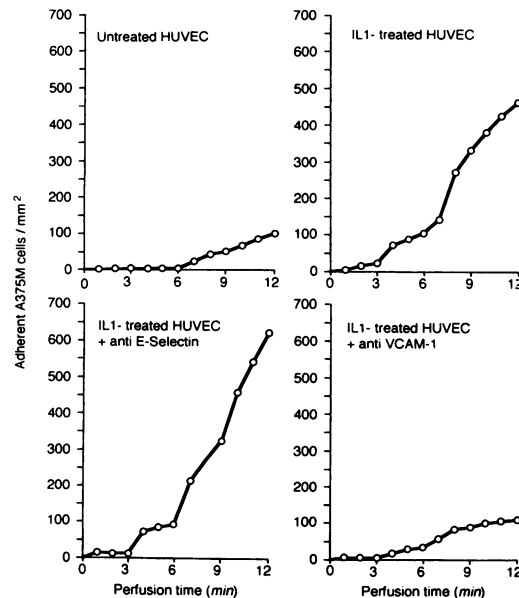 Adherent A375M cells / mm²
700
600
500
400
300
200
100
0
Untreated HUVEC
0 3 6 9 12
700
600
500
400
300
200
100
0
IL1- treated HUVEC
0 3 6 9 12
700
600
500
400
300
200
100
0
IL1- treated HUVEC
+ anti E-Selectin
0 3 6 9 12
Perfusion time (min)
700
600
500
400
300
200
100
0
IL1- treated HUVEC
+ anti VCAM-1
0 3 6 9 12
Perfusion time (min)